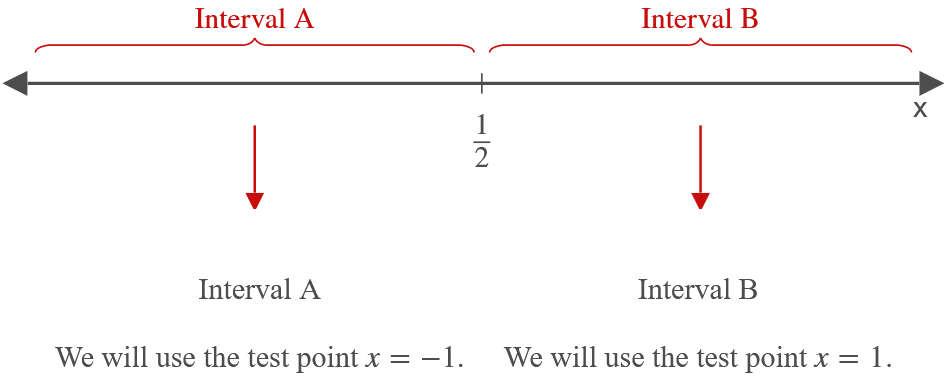 Interval A Interval B
x
1/2
Interval A Interval B
We will use the test point x = −1. We will use the test point x = 1.